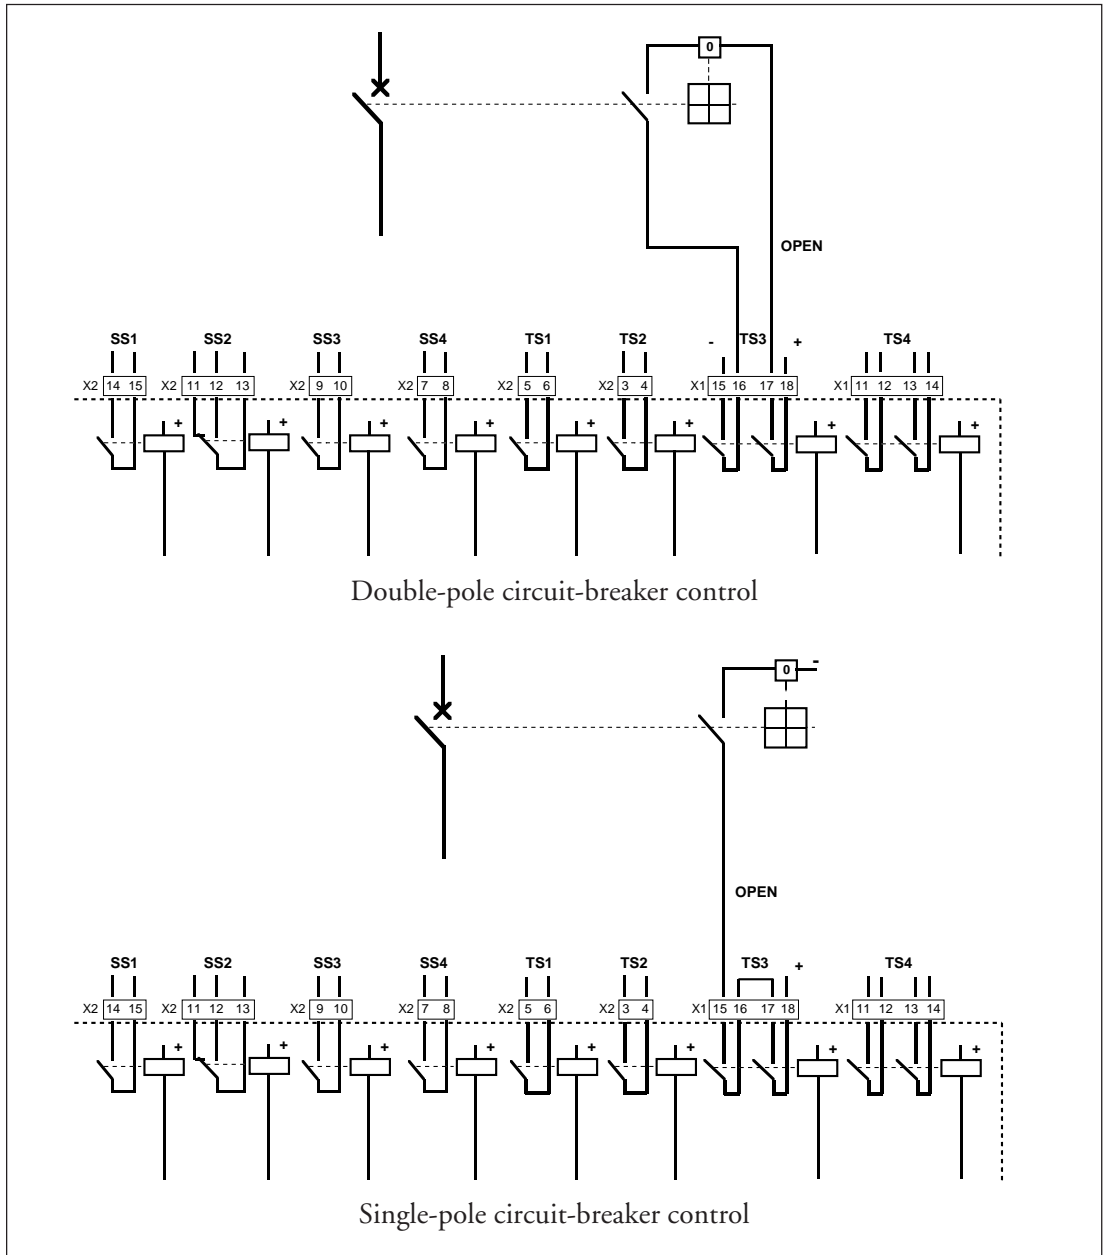 0
OPEN
SS1 SS2 SS3 SS4 TS1 TS2 - TS3 + TS4
X2 14 15 X2 11 12 13 X2 9 10 X2 7 8 X2 5 6 X2 3 4 X1 15 16 17 18 X1 11 12 13 14
+ + + + + + + +
Double-pole circuit-breaker control
0 -
OPEN
SS1 SS2 SS3 SS4 TS1 TS2 TS3 + TS4
X2 14 15 X2 11 12 13 X2 9 10 X2 7 8 X2 5 6 X2 3 4 X1 15 16 17 18 X1 11 12 13 14
+ + + + + + + +
Single-pole circuit-breaker control